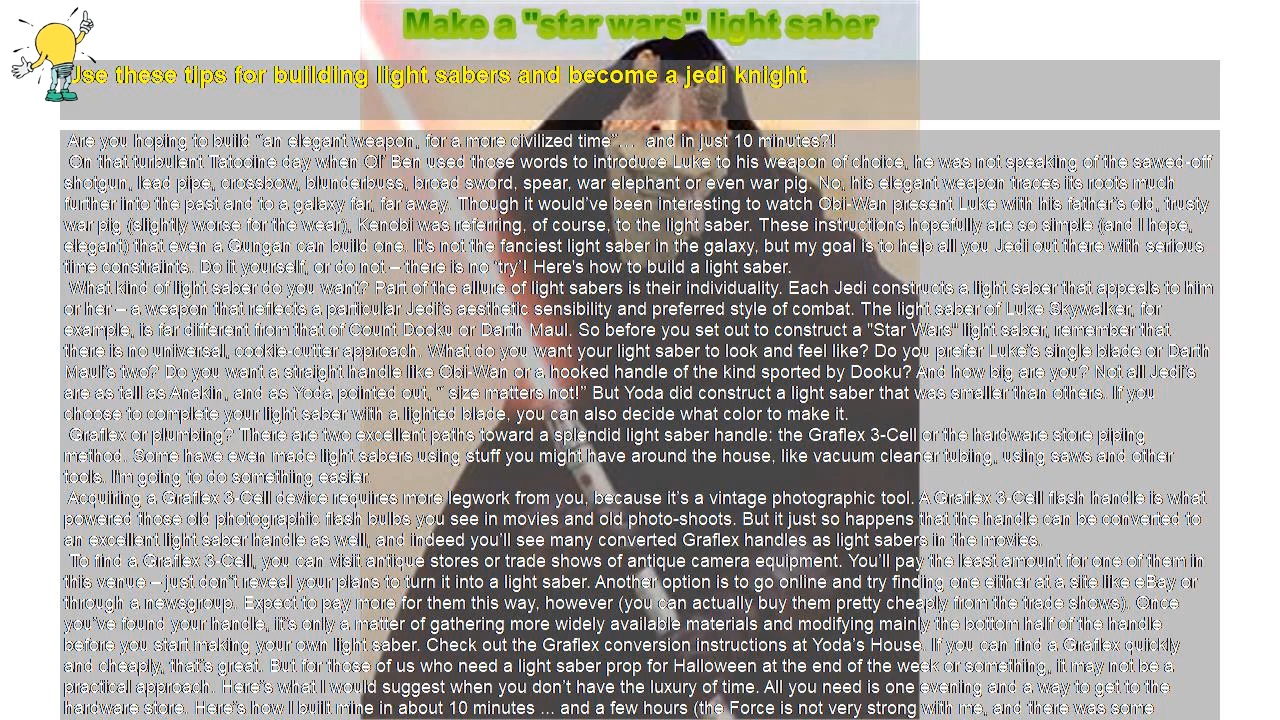 Make a "star wars" light saber
Use these tips for building light sabers and become a jedi knight
Are you hoping to build “an elegant weapon, for a more civilized time”… and in just 10 minutes?!
On that turbulent Tatooine day when Ol’ Ben used those words to introduce Luke to his weapon of choice, he was not speaking of the sawed-off
shotgun, lead pipe, crossbow, blunderbuss, broad sword, spear, war elephant or even war pig. No, his elegant weapon traces its roots much
further into the past and to a galaxy far, far away. Though it would’ve been interesting to watch Obi-Wan present Luke with his father’s old, trusty
war pig (slightly worse for the wear), Kenobi was referring, of course, to the light saber. These instructions hopefully are so simple (and I hope,
elegant) that even a Gungan can build one. It’s not the fanciest light saber in the galaxy, but my goal is to help all you Jedi out there with serious
time constraints. Do it yourself, or do not – there is no ‘try’! Here’s how to build a light saber.
What kind of light saber do you want? Part of the allure of light sabers is their individuality. Each Jedi constructs a light saber that appeals to him
or her – a weapon that reflects a particular Jedi’s aesthetic sensibility and preferred style of combat. The light saber of Luke Skywalker, for
example, is far different from that of Count Dooku or Darth Maul. So before you set out to construct a "Star Wars" light saber, remember that
there is no universal, cookie-cutter approach. What do you want your light saber to look and feel like? Do you prefer Luke’s single blade or Darth
Maul’s two? Do you want a straight handle like Obi-Wan or a hooked handle of the kind sported by Dooku? And how big are you? Not all Jedi’s
are as tall as Anakin, and as Yoda pointed out, “ size matters not!” But Yoda did construct a light saber that was smaller than others. If you
choose to complete your light saber with a lighted blade, you can also decide what color to make it.
Graflex or plumbing? There are two excellent paths toward a splendid light saber handle: the Graflex 3-Cell or the hardware store piping
method. Some have even made light sabers using stuff you might have around the house, like vacuum cleaner tubing, using saws and other
tools. I’m going to do something easier.
Acquiring a Graflex 3-Cell device requires more legwork from you, because it’s a vintage photographic tool. A Graflex 3-Cell flash handle is what
powered those old photographic flash bulbs you see in movies and old photo-shoots. But it just so happens that the handle can be converted to
an excellent light saber handle as well, and indeed you’ll see many converted Graflex handles as light sabers in the movies.
To find a Graflex 3-Cell, you can visit antique stores or trade shows of antique camera equipment. You’ll pay the least amount for one of them in
this venue – just don’t reveal your plans to turn it into a light saber. Another option is to go online and try finding one either at a site like eBay or
through a newsgroup. Expect to pay more for them this way, however (you can actually buy them pretty cheaply from the trade shows). Once
you’ve found your handle, it’s only a matter of gathering more widely available materials and modifying mainly the bottom half of the handle
before you start making your own light saber. Check out the Graflex conversion instructions at Yoda’s House. If you can find a Graflex quickly
and cheaply, that’s great. But for those of us who need a light saber prop for Halloween at the end of the week or something, it may not be a
practical approach. Here’s what I would suggest when you don’t have the luxury of time. All you need is one evening and a way to get to the
hardware store. Here’s how I built mine in about 10 minutes ... and a few hours (the Force is not very strong with me, and there was some